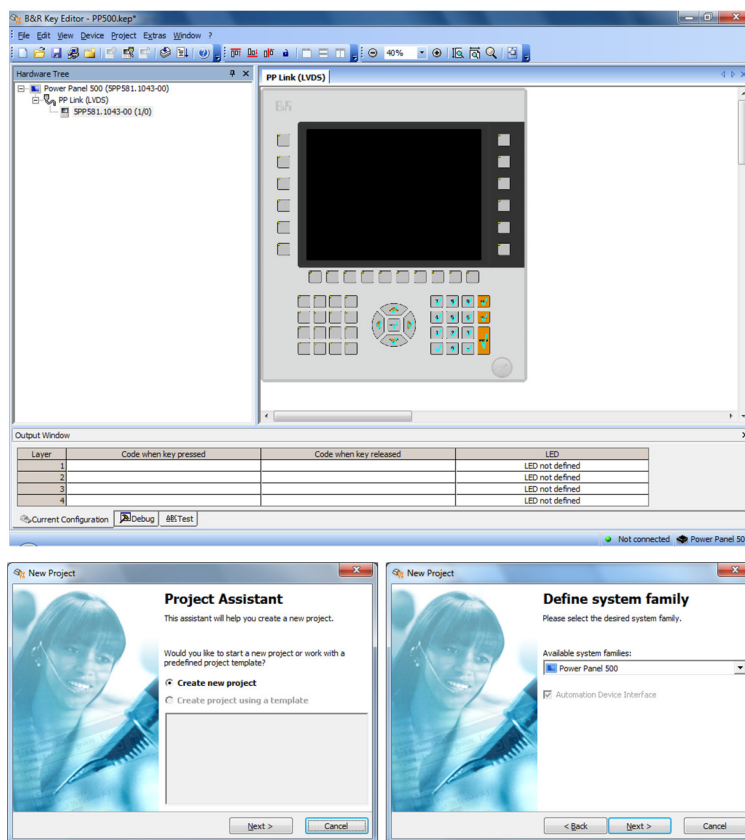 B&R Key Editor - PP500.kep*
File Edit View Device Project Extras Window ?
40%
Hardware Tree
Power Panel 500 (5PP581.1043-00)
PP Link (LVDS)
5PP581.1043-00 (1/0)
PP Link (LVDS)
B&R
Output Window
Layer Code when key pressed Code when key released LED
1 LED not defined
2 LED not defined
3 LED not defined
4 LED not defined
Current Configuration Debug Test
Not connected Power Panel 50
New Project
Project Assistant
This assistant will help you create a new project.
Would you like to start a new project or work with a
predefined project template?
Create new project
Create project using a template
Next > Cancel
New Project
Define system family
Please select the desired system family.
Available system families:
Power Panel 500
Automation Device Interface
< Back Next > Cancel